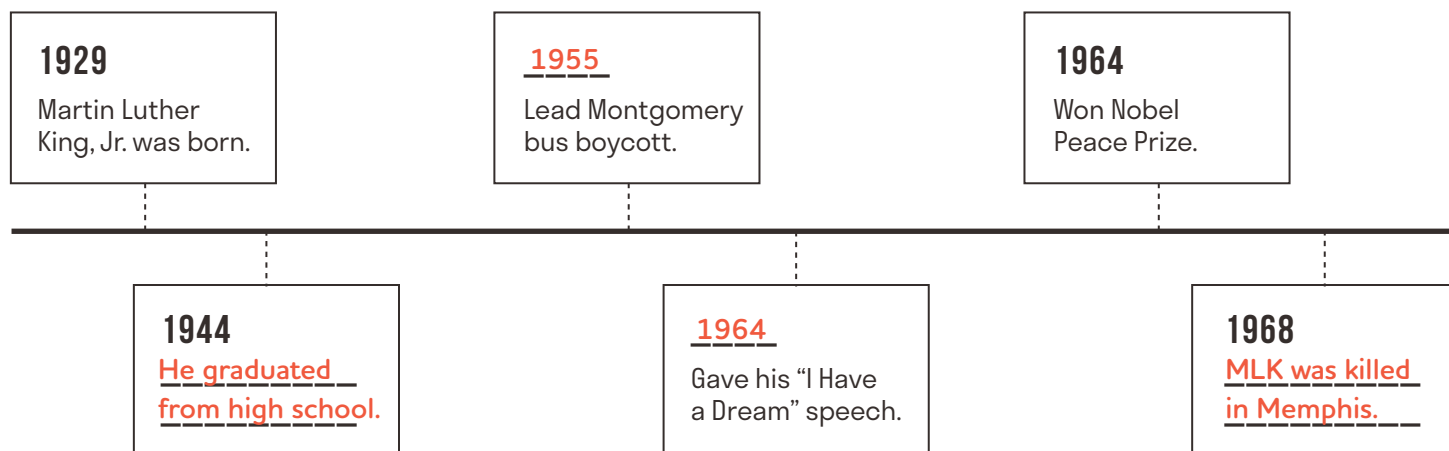 1929
Martin Luther
King, Jr. was born.
1944
He graduated
from high school.
1955
Lead Montgomery
bus boycott.
1964
Gave his “I Have
a Dream” speech.
1964
Won Nobel
Peace Prize.
1968
MLK was killed
in Memphis.